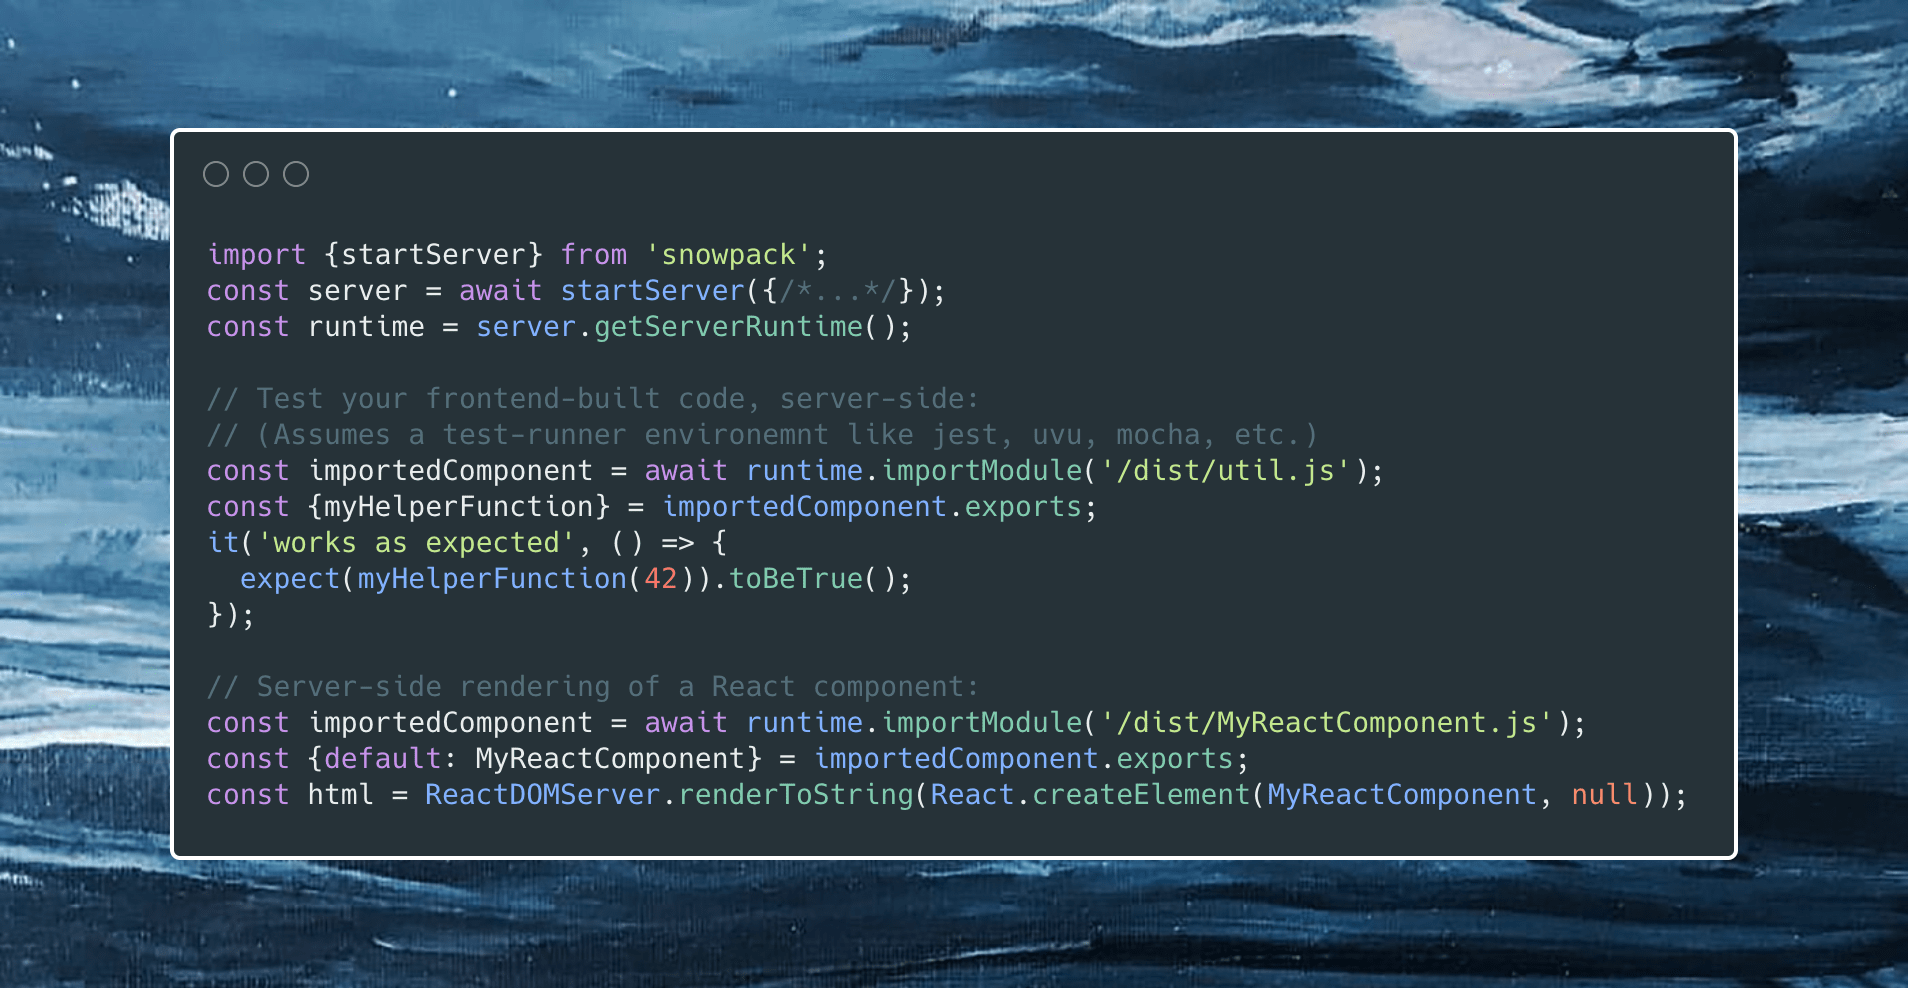 import {startServer} from 'snowpack';
const server = await startServer({/*...*/});
const runtime = server.getServerRuntime();
// Test your frontend-built code, server-side:
// (Assumes a test-runner environemnt like jest, uvu, mocha, etc.)
const importedComponent = await runtime.importModule('/dist/util.js');
const {myHelperFunction} = importedComponent.exports;
it('works as expected', () => {
  expect(myHelperFunction(42)).toBeTrue();
});
// Server-side rendering of a React component:
const importedComponent = await runtime.importModule('/dist/MyReactComponent.js');
const {default: MyReactComponent} = importedComponent.exports;
const html = ReactDOMServer.renderToString(React.createElement(MyReactComponent, null));